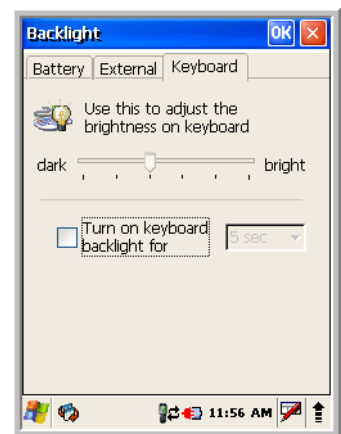 Backlight OK
Battery External Keyboard
Use this to adjust the
brightness on keyboard
dark bright
Turn on keyboard 5 sec
backlight for
11:56 AM